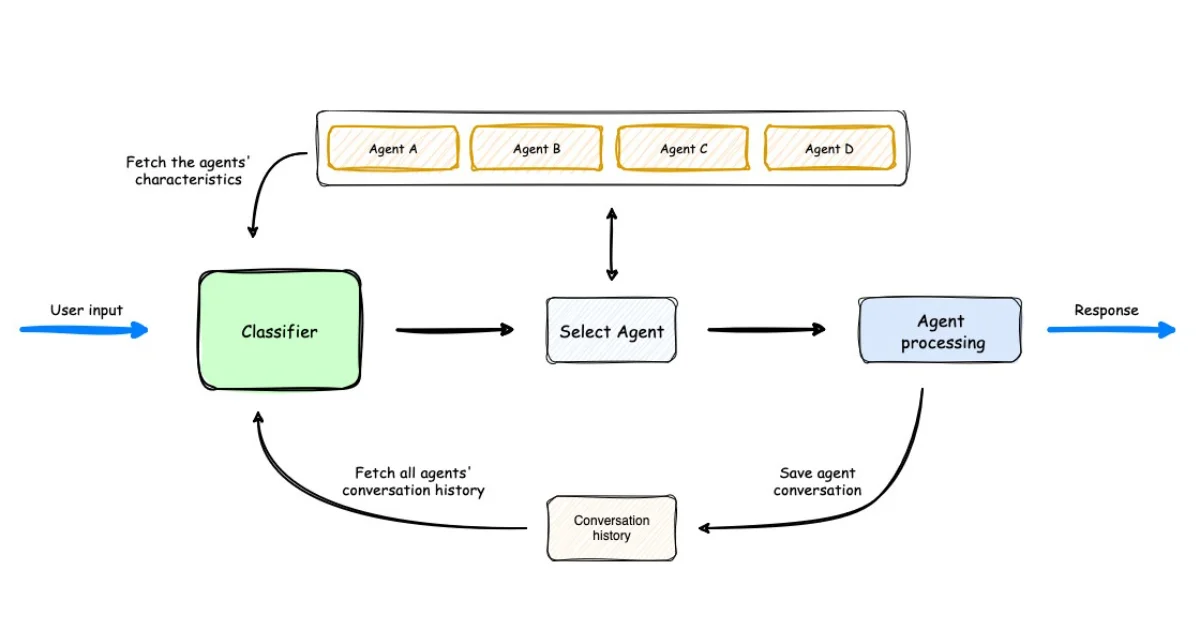 Agent A
Agent B
Agent C
Agent D
Fetch the agents'
characteristics
User input
Classifier
Select Agent
Agent
processing
Response
Fetch all agents'
conversation history
Save agent
conversation
Conversation
history